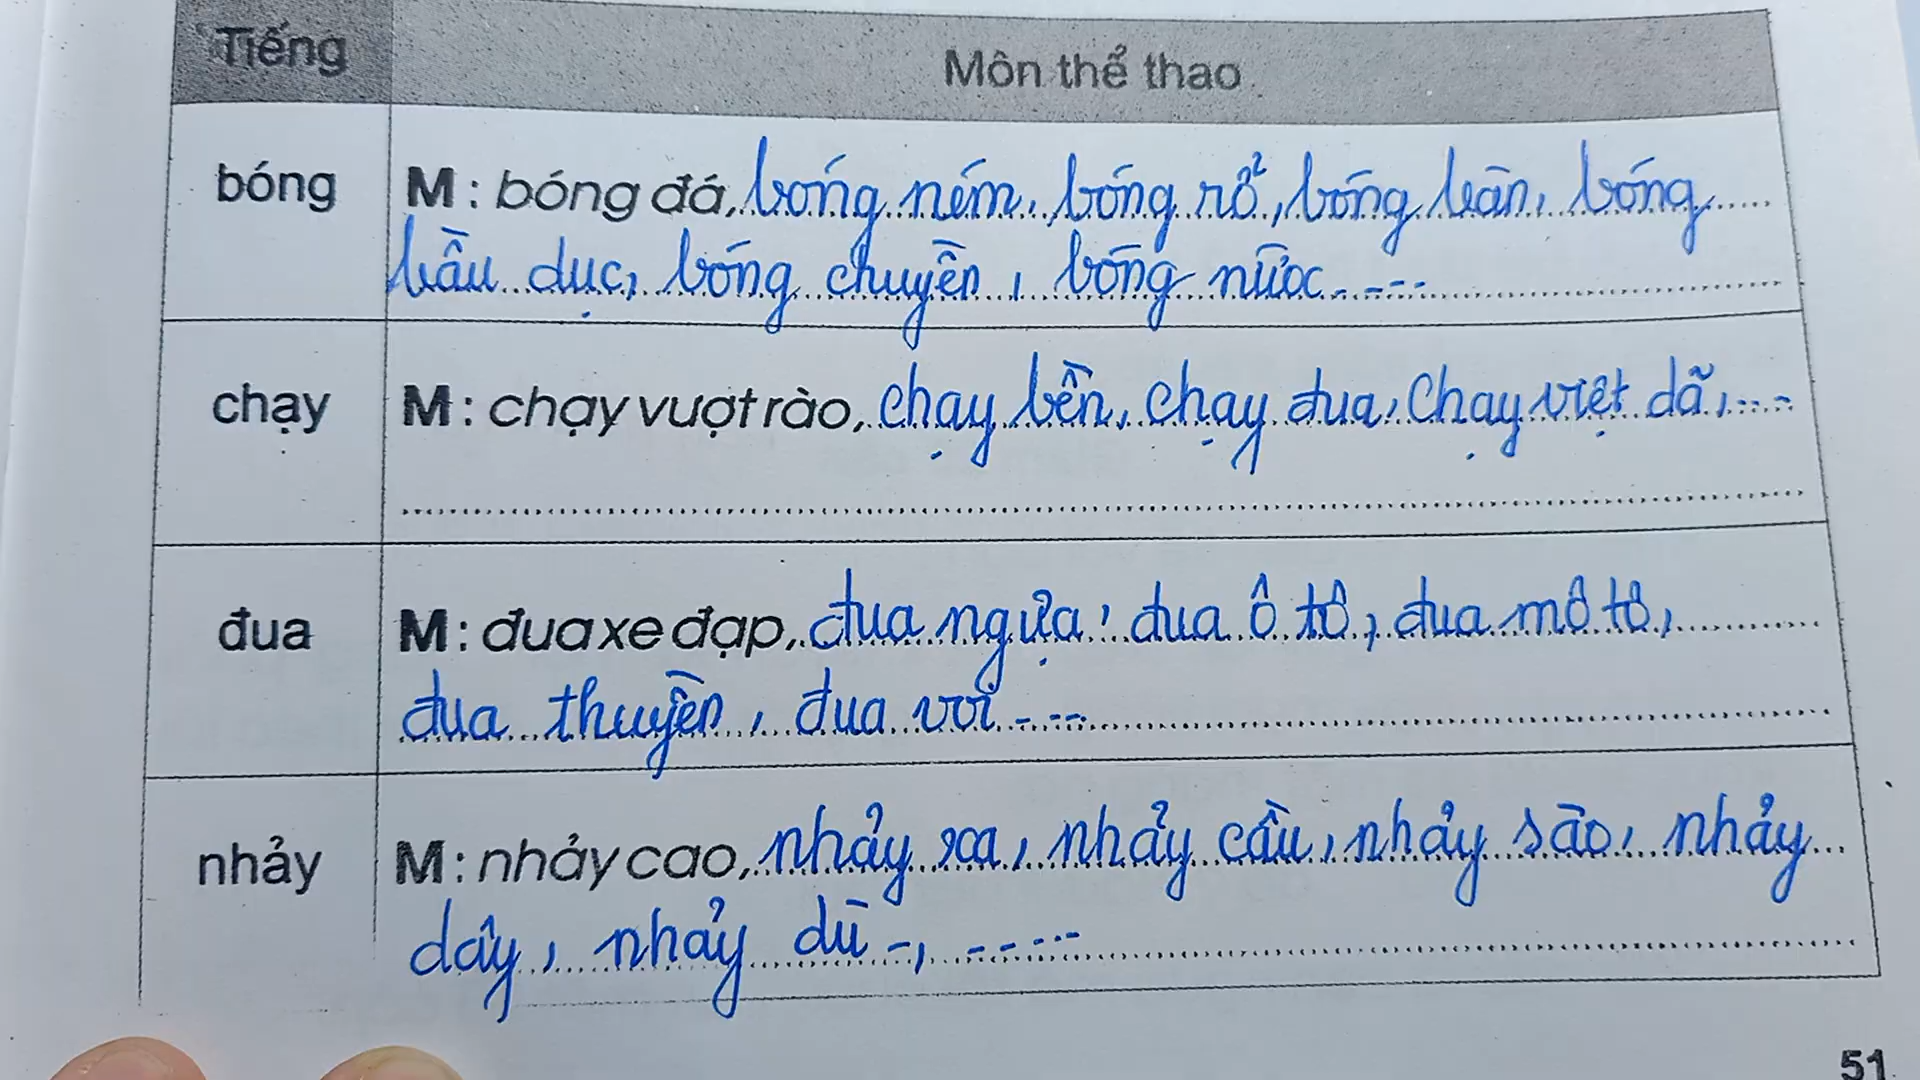 Tiếng Môn thể thao
bóng M : bóng đá, bóng ném, bóng rổ, bóng bàn, bóng
bầu dục, bóng chuyền, bóng nước....
chạy M : chạy vượt rào, chạy bền, chạy đua, Chạy việt dã,...
đua M : đua xe đạp, đua ngựa, đua ô tô, đua mô tô,
đua thuyền, đua voi ....
nhảy M : nhảy cao, nhảy xa, nhảy cầu, nhảy sào, nhảy
dây, nhảy dù -, .....
51